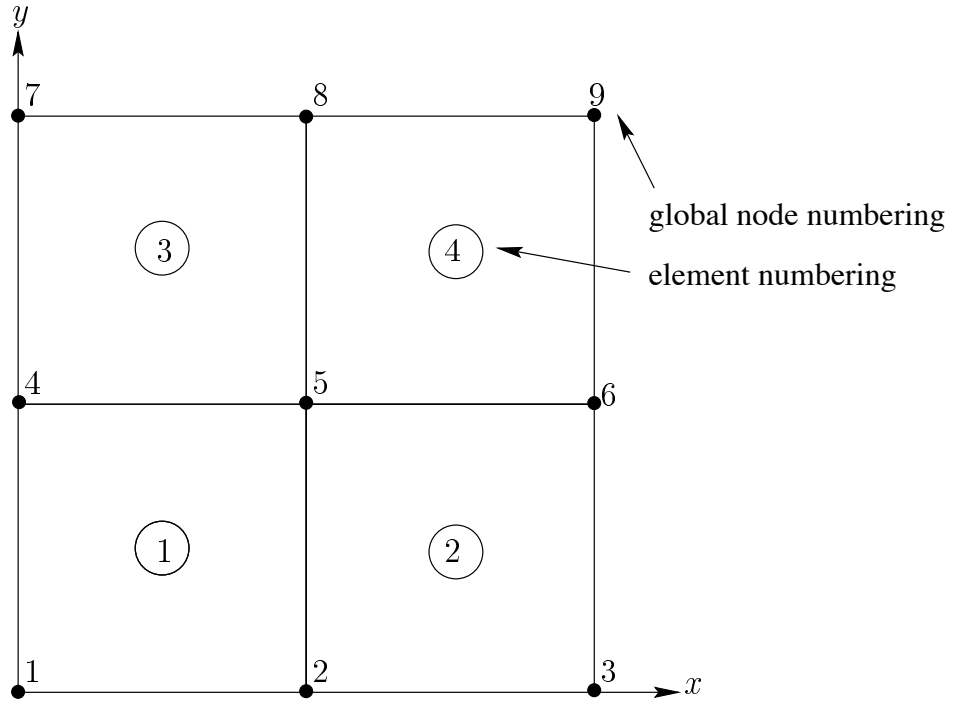 y
7 8 9
global node numbering
3 4
element numbering
4 5 6
1 2
1 2 3
x